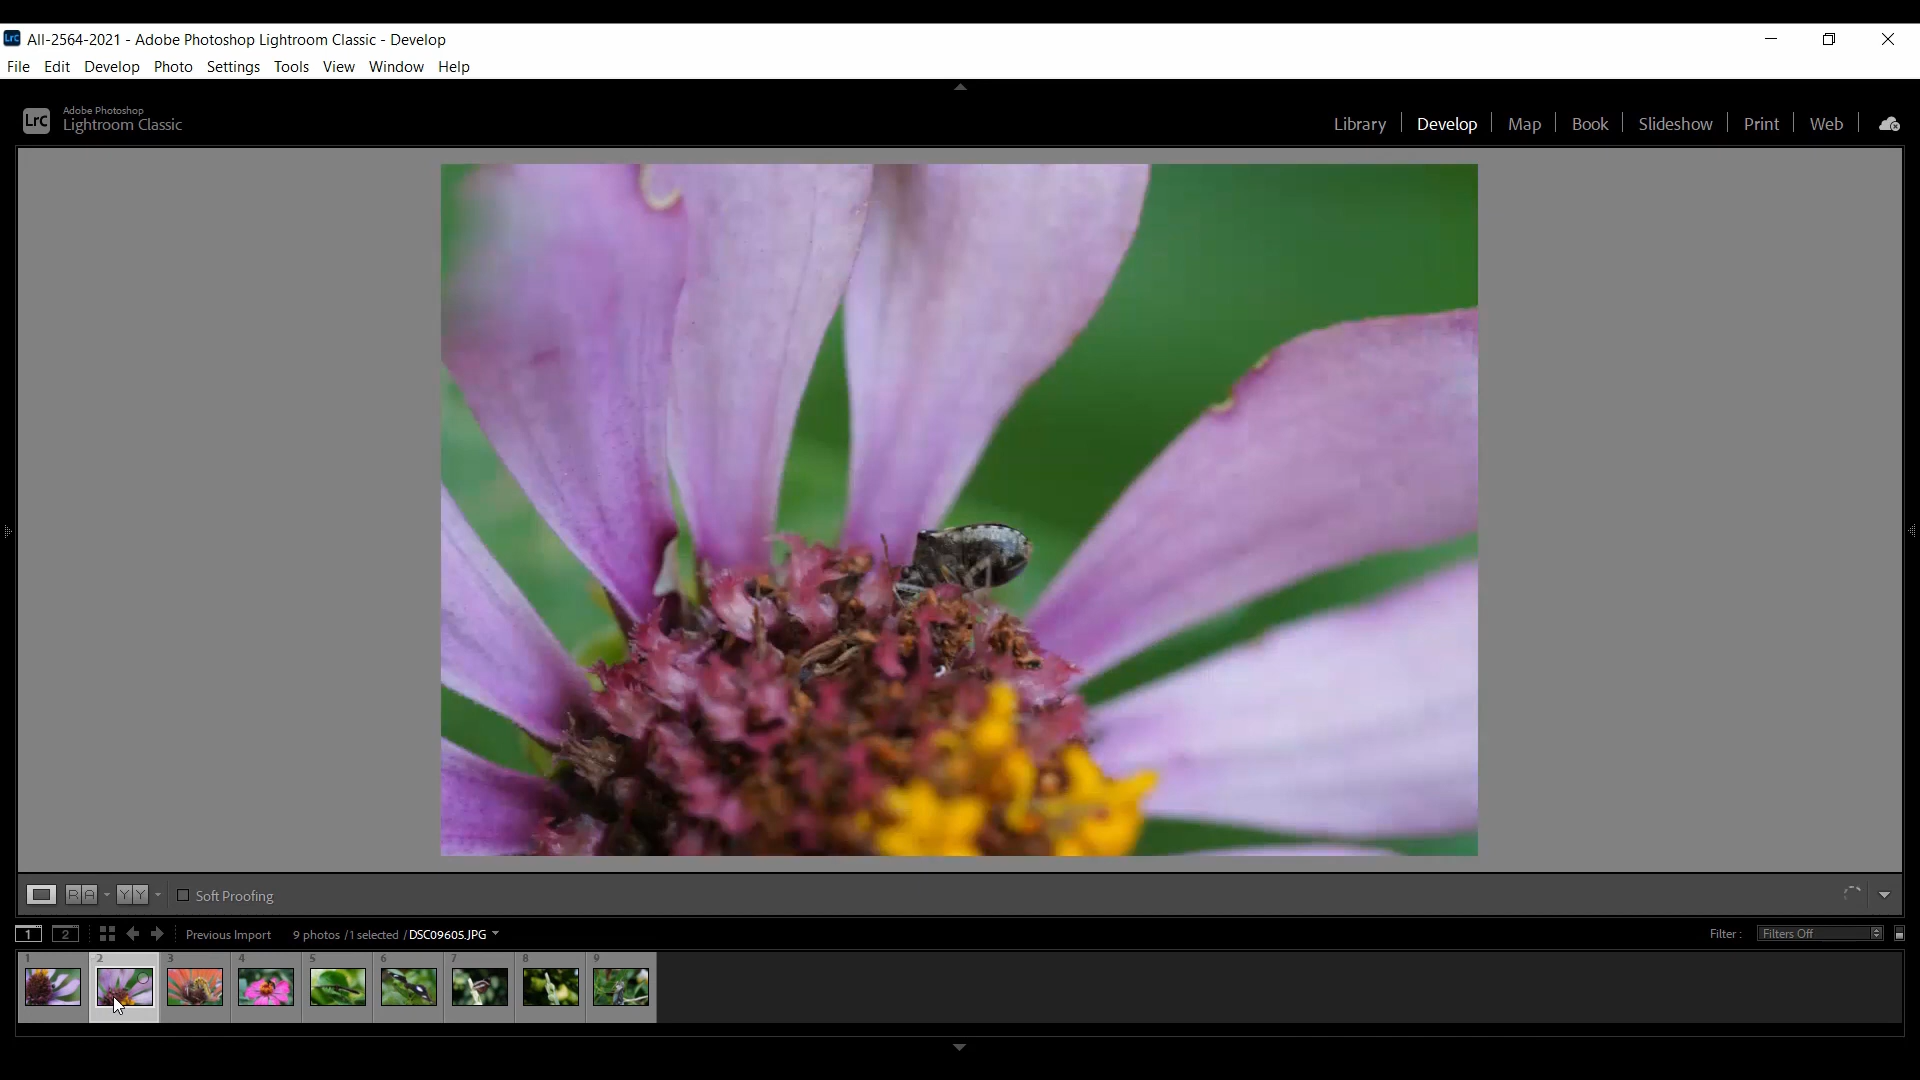 Lrc All-2564-2021 - Adobe Photoshop Lightroom Classic - Develop
File Edit Develop Photo Settings Tools View Window Help
LrC Adobe Photoshop
Lightroom Classic
Library Develop Map Book Slideshow Print Web
R A Y Y Soft Proofing
1 2 Previous Import 9 photos / 1 selected / DSC09605.JPG Filter : Filters Off
1 2 3 4 5 6 7 8 9